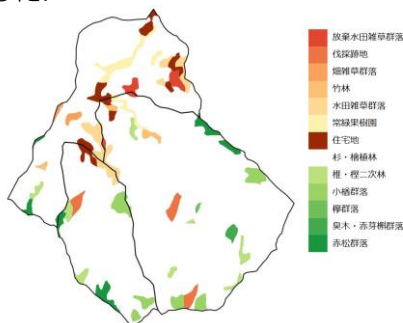 放棄水田雑草群落
伐採跡地
畑雑草群落
竹林
水田雑草群落
常緑果樹園
住宅地
杉・檜植林
椎・樫二次林
小楢群落
欅群落
臭木・赤芽槲群落
赤松群落